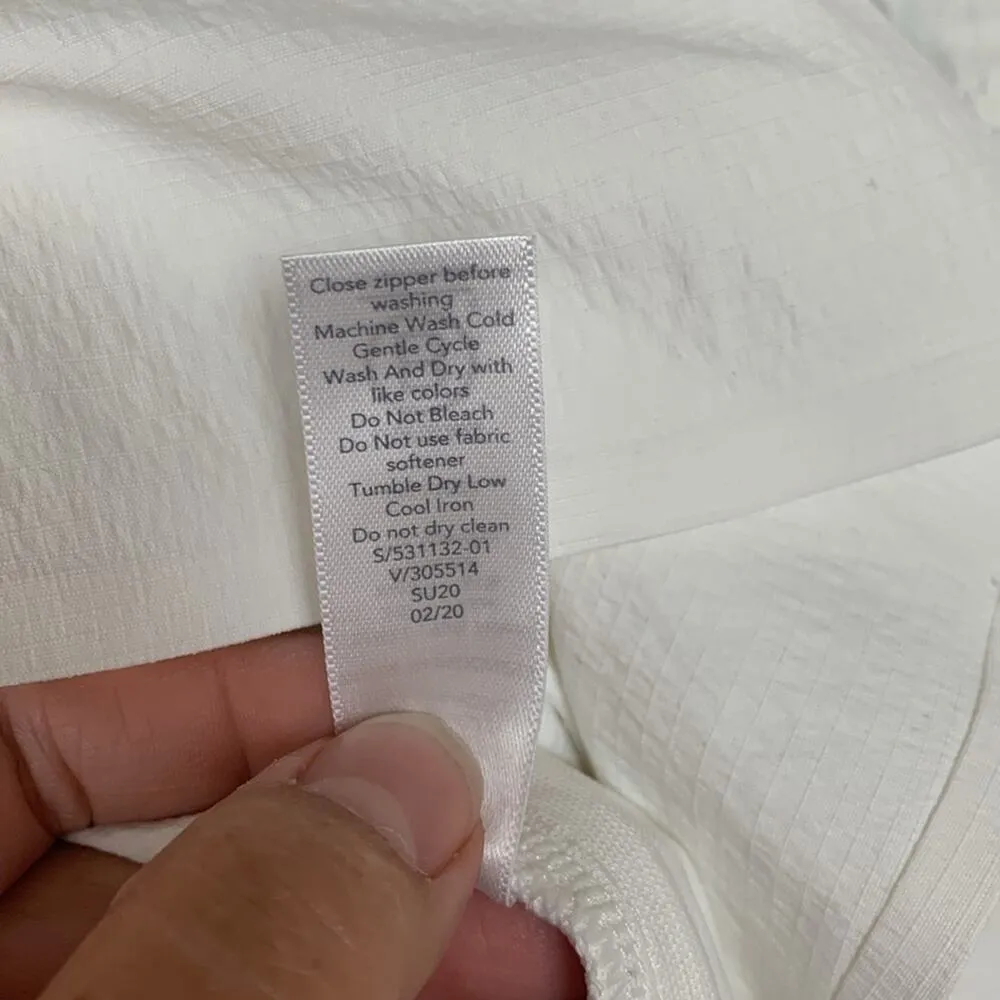 Close zipper before
washing
Machine Wash Cold
Gentle Cycle
Wash And Dry with
like colors
Do Not Bleach
Do Not use fabric
softener
Tumble Dry Low
Cool Iron
Do not dry clean
S/531132-01
V/305514
SU20
02/20